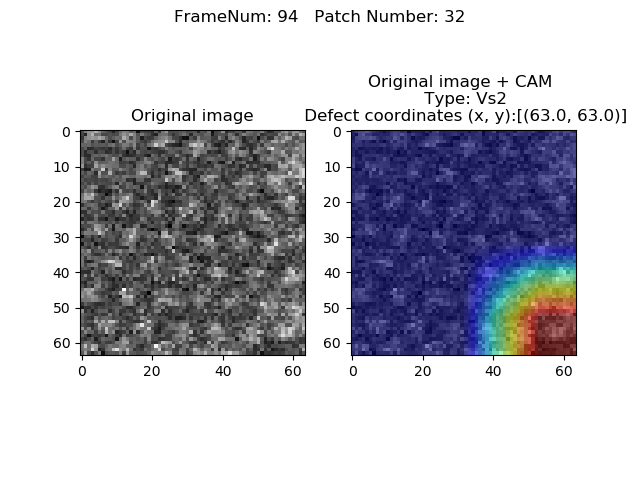 FrameNum: 94   Patch Number: 32
Original image
Original image + CAM
Type: Vs2
Defect coordinates (x, y):[(63.0, 63.0)]
0
10
20
30
40
50
60
0 20 40 60
0
10
20
30
40
50
60
0 20 40 60